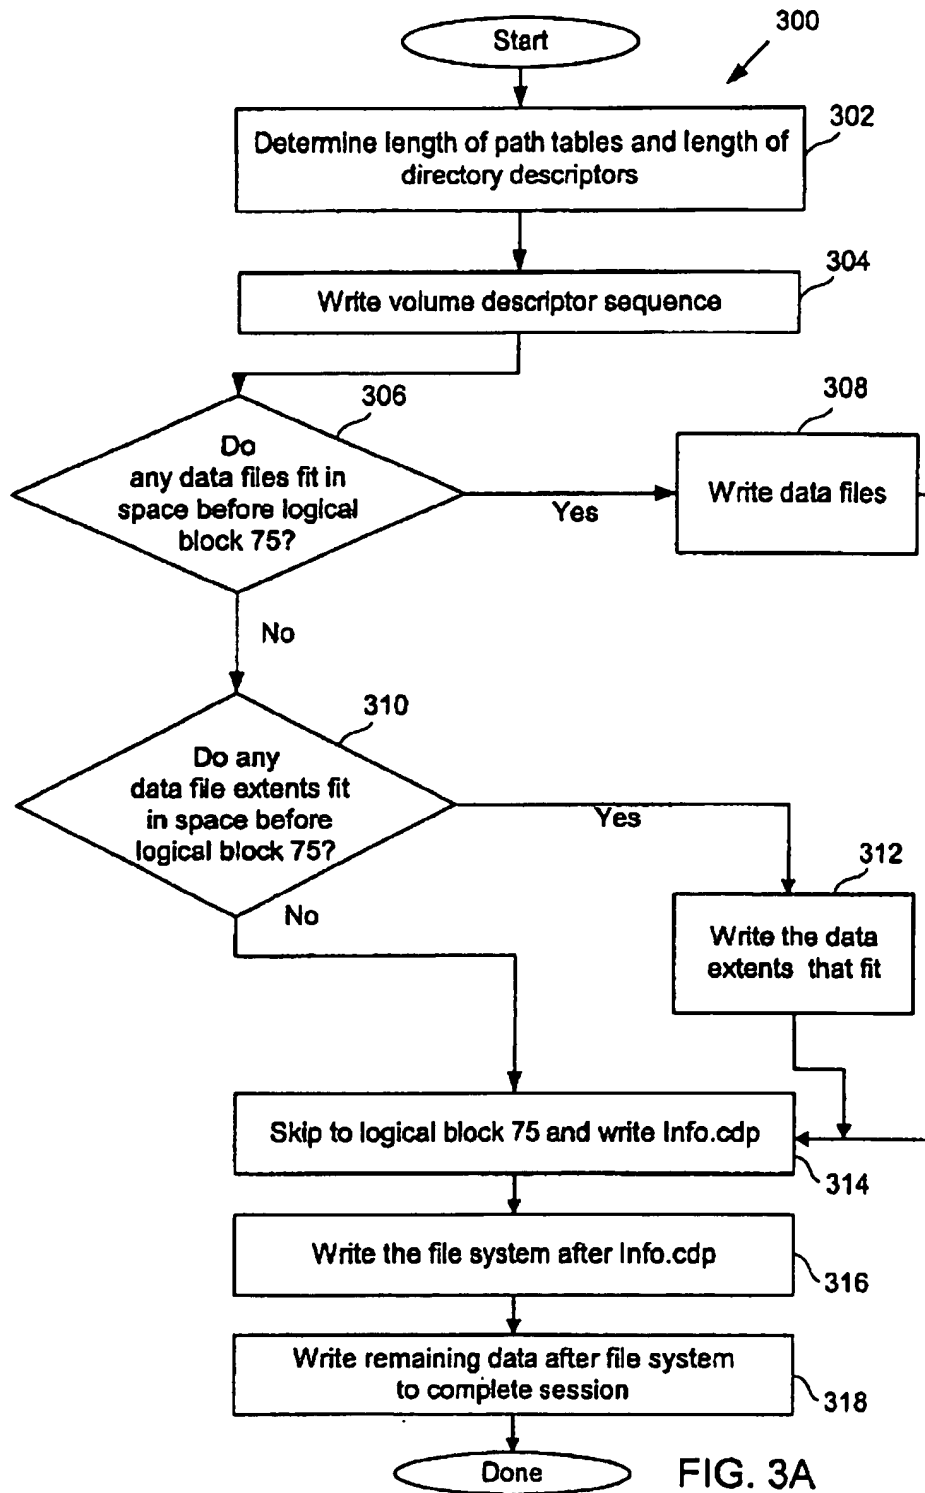 Start
300
302
Determine length of path tables and length of
directory descriptors
304
Write volume descriptor sequence
306
308
Do
any data files fit in
space before logical
block 75?
Yes
Write data files
No
310
Do any
data file extents fit
in space before
logical block 75?
Yes
312
No
Write the data
extents that fit
Skip to logical block 75 and write Info.cdp
314
Write the file system after Info.cdp
316
Write remaining data after file system
to complete session
318
Done
FIG. 3A